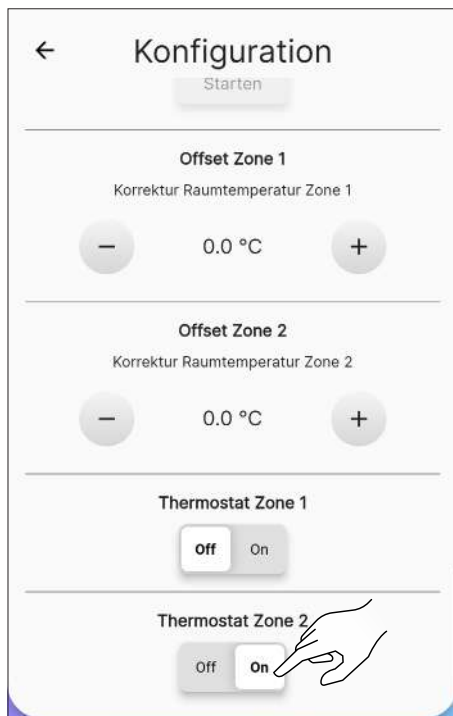 ← Konfiguration
Starten
Offset Zone 1
Korrektur Raumtemperatur Zone 1
− 0.0 °C +
Offset Zone 2
Korrektur Raumtemperatur Zone 2
− 0.0 °C +
Thermostat Zone 1
Off On
Thermostat Zone 2
Off On